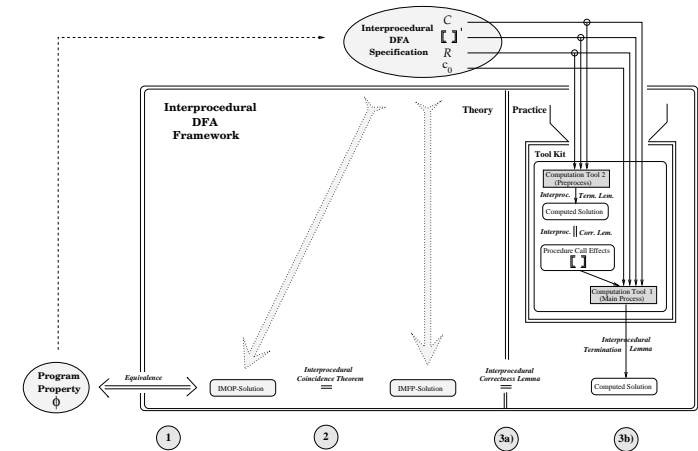 Interprocedural
DFA
Specification
C
[ ] '
R
c0
Interprocedural
DFA
Framework
Theory
Practice
Tool Kit
Computation Tool 2
(Preprocess)
Interproc. Term. Lem.
Computed Solution
Interproc. Corr. Lem.
Procedure Call Effects
[ ]
Computation Tool 1
(Main Process)
Interprocedural
Termination Lemma
Program
Property
ϕ
Equivalence
IMOP-Solution
Interprocedural
Coincidence Theorem
=
IMFP-Solution
Interprocedural
Correctness Lemma
=
Computed Solution
1
2
3a)
3b)